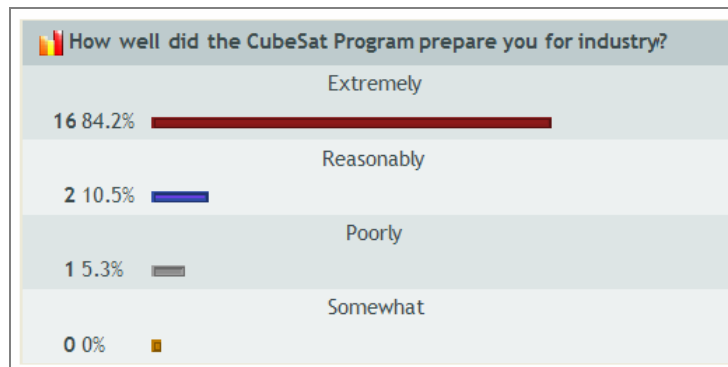 How well did the CubeSat Program prepare you for industry?
Extremely
16 84.2%
Reasonably
2 10.5%
Poorly
1 5.3%
Somewhat
0 0%